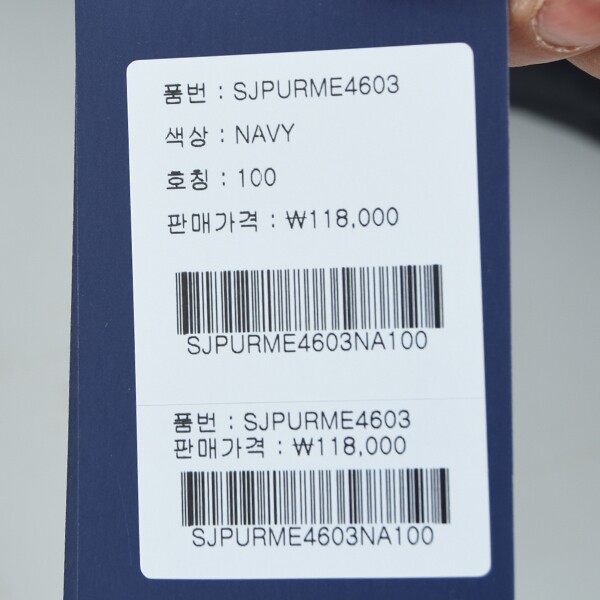 품번 : SJPURME4603
색상 : NAVY
호칭 : 100
판매가격 : ₩118,000
SJPURME4603NA100
품번 : SJPURME4603
판매가격 : ₩118,000
SJPURME4603NA100